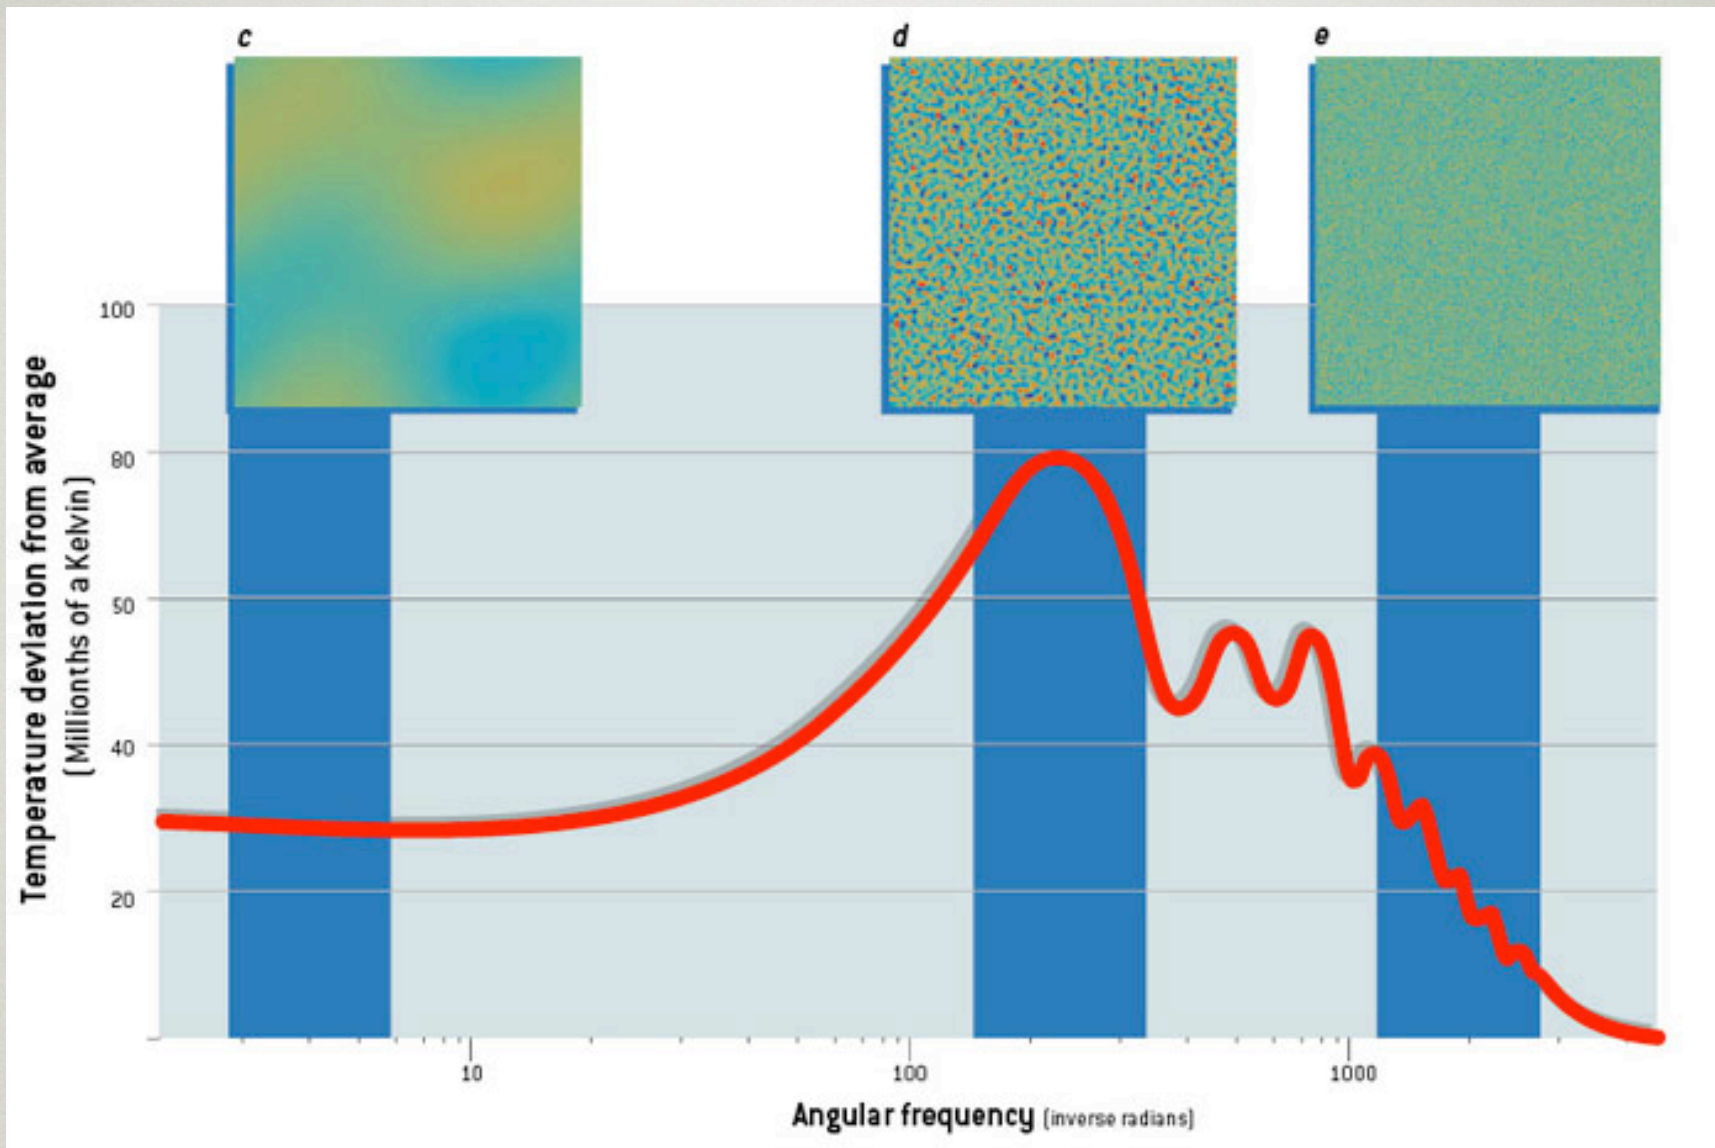 c
d
e
100
80
50
40
20
Temperature deviation from average
(Millionths of a Kelvin)
10
100
1000
Angular frequency (inverse radians)